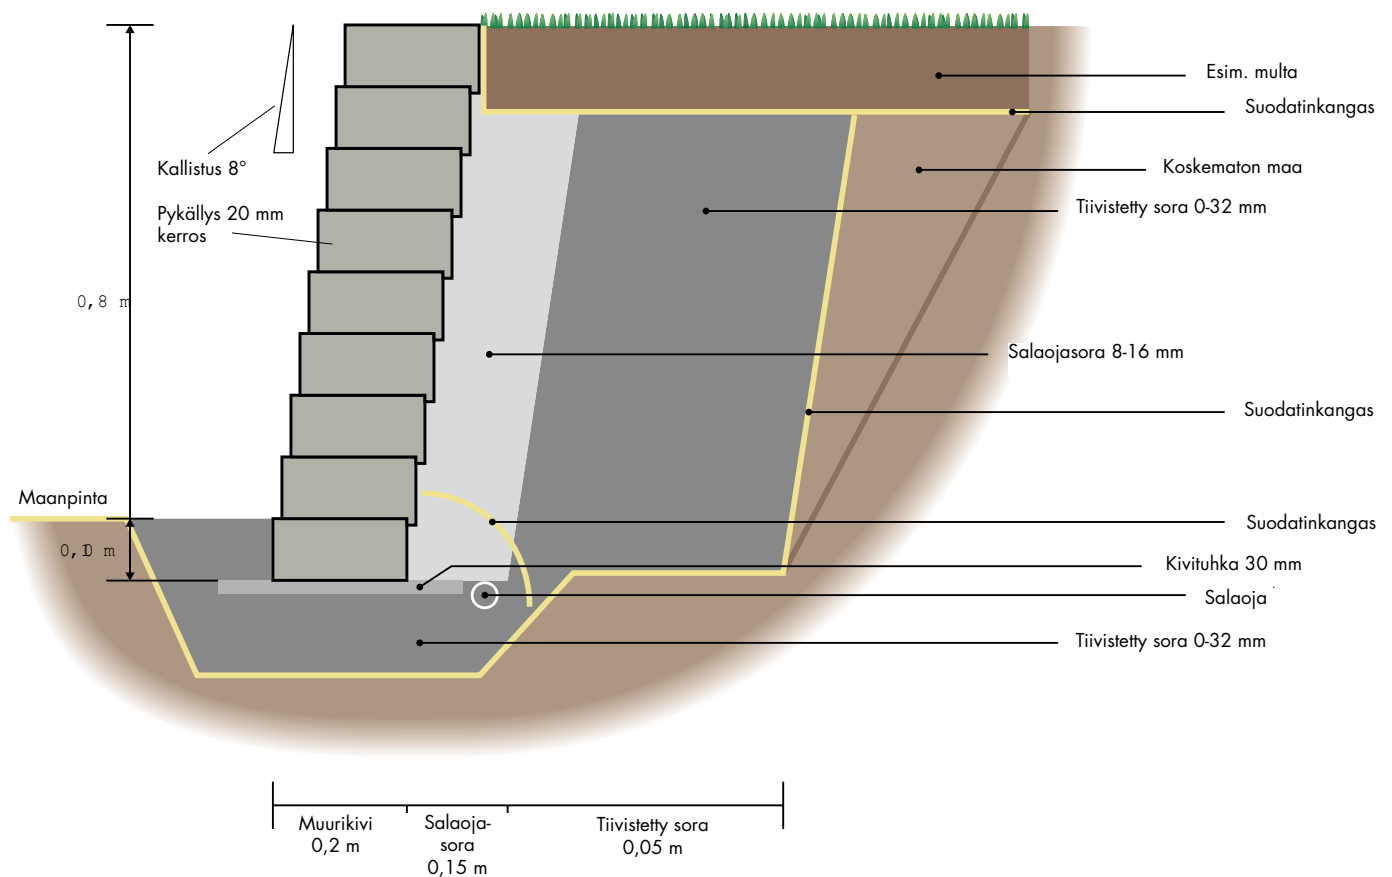 Esim. multa
Suodatinkangas
Kallistus 8°
Koskematon maa
Pykällys 20 mm
kerros
Tiivistetty sora 0-32 mm
0,8 m
Salaojasora 8-16 mm
Suodatinkangas
Maanpinta
Suodatinkangas
Kivituhka 30 mm
Salaoja
Tiivistetty sora 0-32 mm
Muurikivi
0,2 m
Salaoja-
sora
0,15 m
Tiivistetty sora
0,05 m